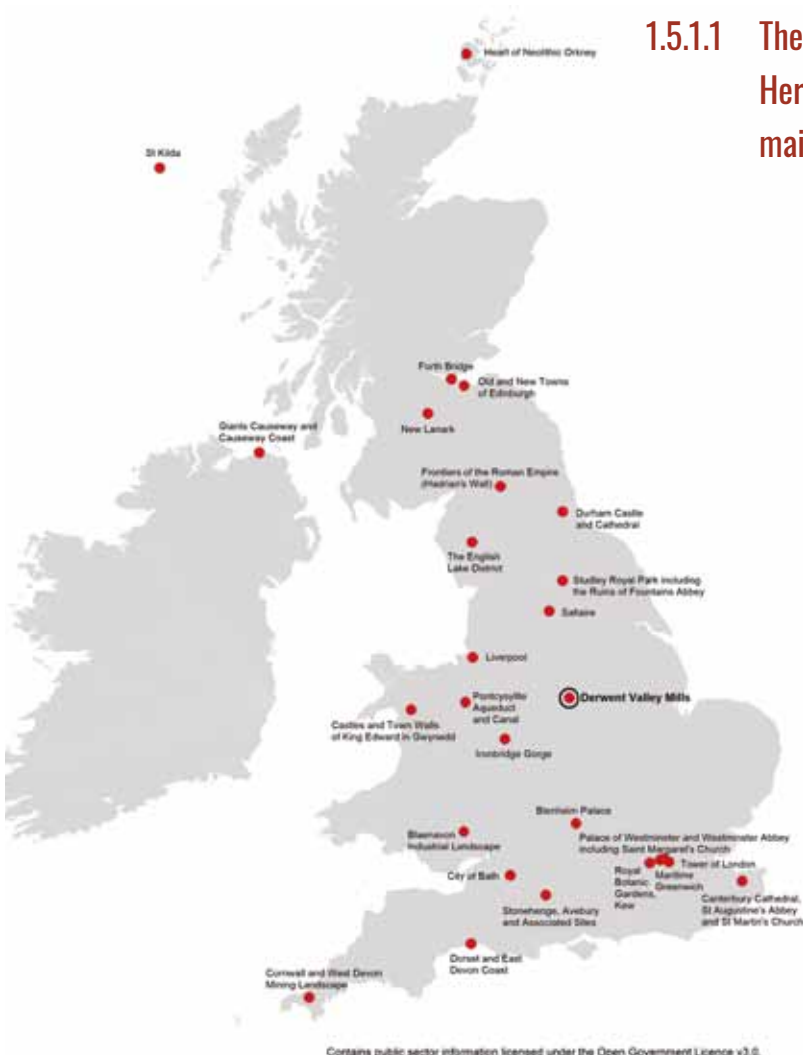 1.5.1.1 The
Her
mai
Heart of Neolithic Orkney
St Kilda
Forth Bridge
Old and New Towns
of Edinburgh
New Lanark
Giants Causeway and
Causeway Coast
Frontiers of the Roman Empire
(Hadrian's Wall)
Durham Castle
and Cathedral
The English
Lake District
Studley Royal Park including
the Ruins of Fountains Abbey
Saltaire
Liverpool
Pontcysyllte
Aqueduct
and Canal
Derwent Valley Mills
Castles and Town Walls
of King Edward in Gwynedd
Ironbridge Gorge
Blenheim Palace
Blaenavon
Industrial Landscape
Palace of Westminster and Westminster Abbey
including Saint Margaret's Church
Tower of London
City of Bath
Royal
Botanic
Gardens,
Kew
Maritime
Greenwich
Canterbury Cathedral,
St Augustine's Abbey
and St Martin's Church
Stonehenge, Avebury
and Associated Sites
Dorset and East
Devon Coast
Cornwall and West Devon
Mining Landscape
Contains public sector information licensed under the Open Government Licence v3.0.